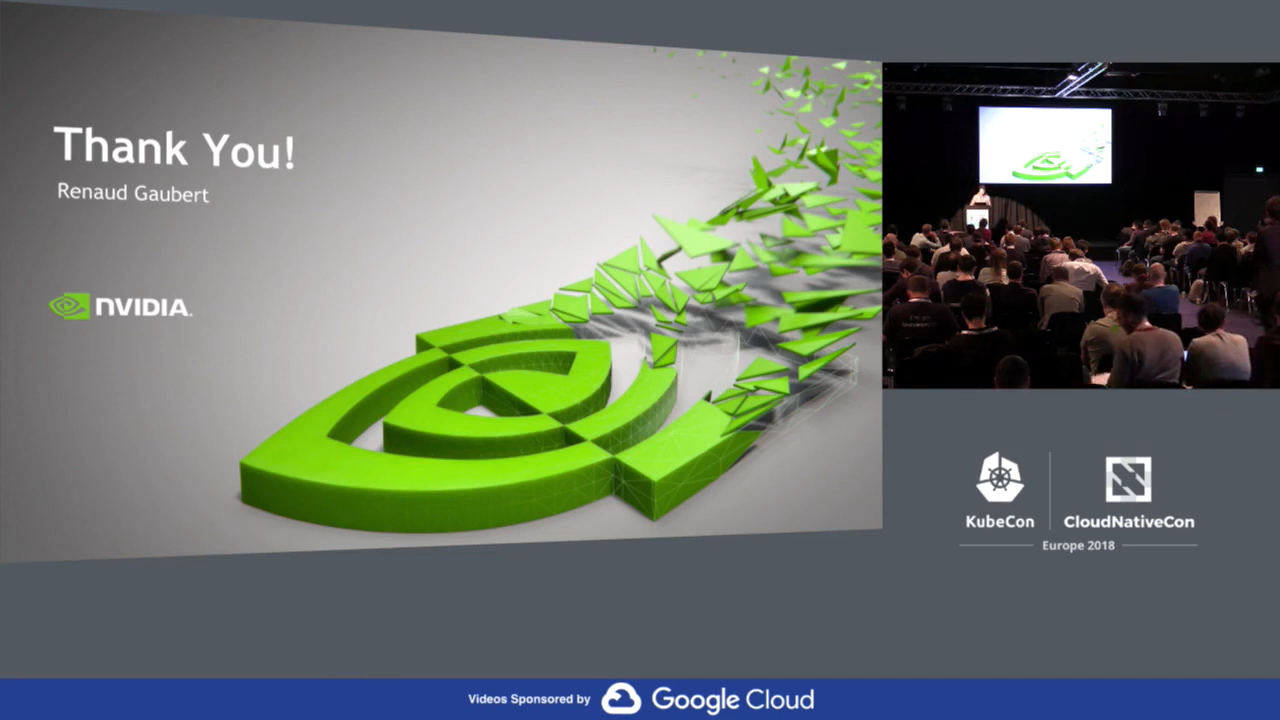 Thank You!
Renaud Gaubert
NVIDIA.
KubeCon
CloudNativeCon
Europe 2018
Videos Sponsored by Google Cloud